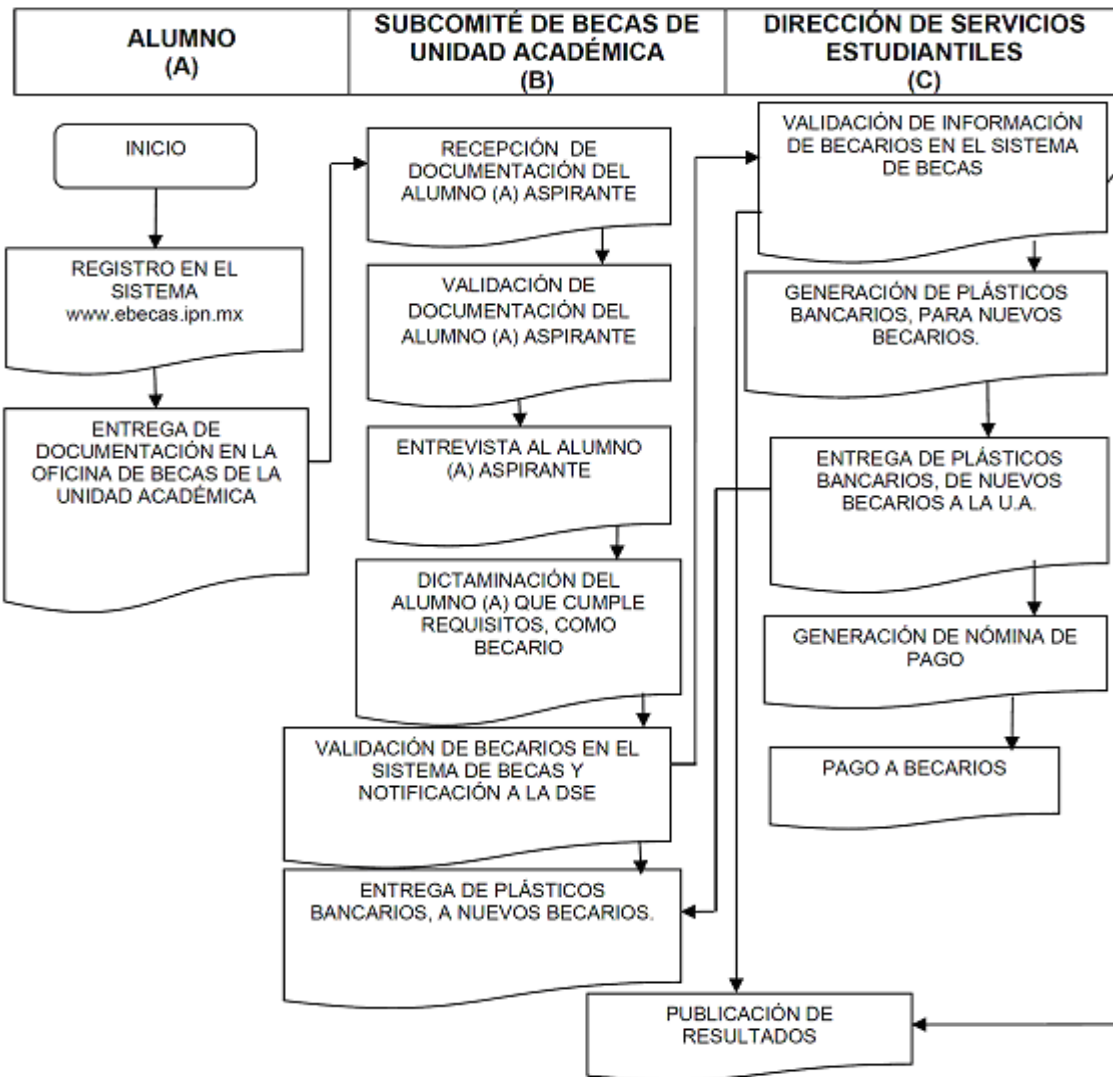 ALUMNO
(A)
SUBCOMITÉ DE BECAS DE
UNIDAD ACADÉMICA
(B)
DIRECCIÓN DE SERVICIOS
ESTUDIANTILES
(C)
INICIO
REGISTRO EN EL
SISTEMA
www.ebecas.ipn.mx
ENTREGA DE
DOCUMENTACIÓN EN LA
OFICINA DE BECAS DE LA
UNIDAD ACADÉMICA
RECEPCIÓN DE
DOCUMENTACIÓN DEL
ALUMNO (A) ASPIRANTE
VALIDACIÓN DE
DOCUMENTACIÓN DEL
ALUMNO (A) ASPIRANTE
ENTREVISTA AL ALUMNO
(A) ASPIRANTE
DICTAMINACIÓN DEL
ALUMNO (A) QUE CUMPLE
REQUISITOS, COMO
BECARIO
VALIDACIÓN DE BECARIOS EN EL
SISTEMA DE BECAS Y
NOTIFICACIÓN A LA DSE
ENTREGA DE PLÁSTICOS
BANCARIOS, A NUEVOS BECARIOS.
VALIDACIÓN DE INFORMACIÓN
DE BECARIOS EN EL SISTEMA
DE BECAS
GENERACIÓN DE PLÁSTICOS
BANCARIOS, PARA NUEVOS
BECARIOS.
ENTREGA DE PLÁSTICOS
BANCARIOS, DE NUEVOS
BECARIOS A LA U.A.
GENERACIÓN DE NÓMINA DE
PAGO
PAGO A BECARIOS
PUBLICACIÓN DE
RESULTADOS